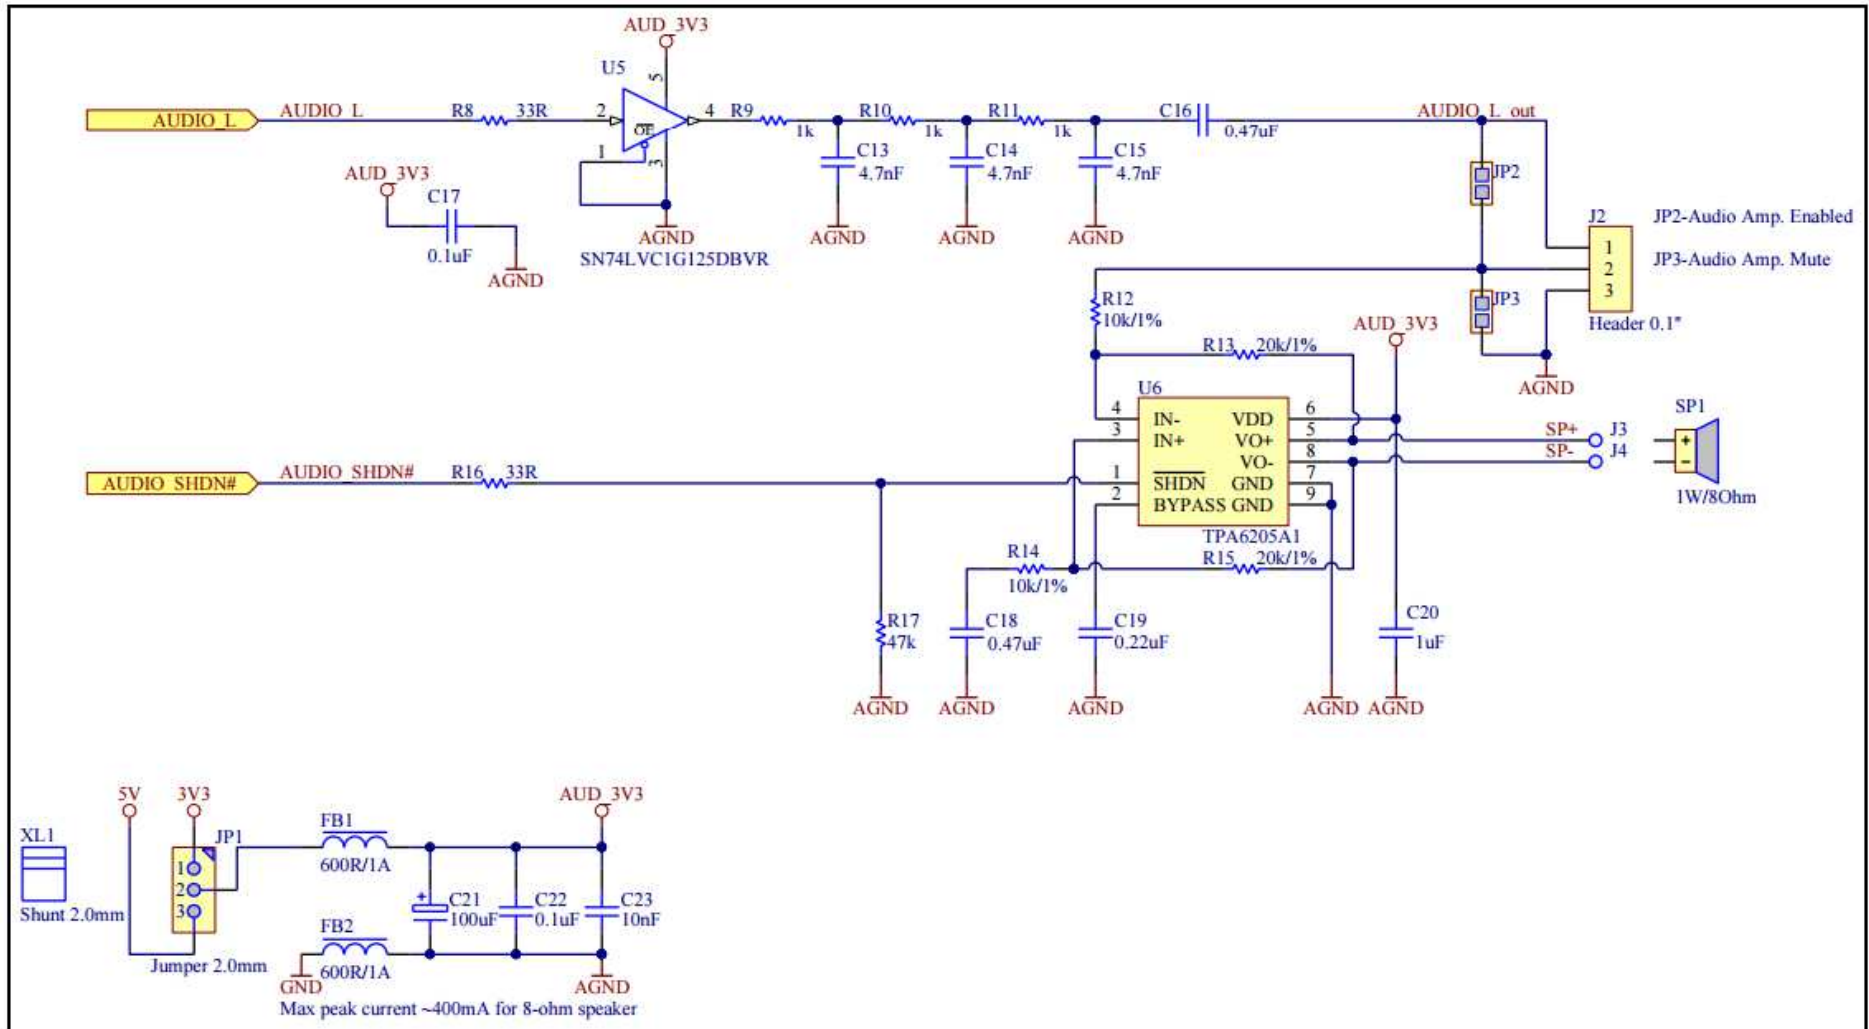 AUD_3V3
U5
5
AUDIO_L
AUDIO_L
R8
33R
2
OE
4
R9
1k
R10
1k
R11
1k
C16
0.47uF
AUDIO_L_out
1
3
C13
4.7nF
C14
4.7nF
C15
4.7nF
JP2
AUD_3V3
C17
0.1uF
AGND
AGND
SN74LVC1G125DBVR
AGND
AGND
AGND
J2
JP2-Audio Amp. Enabled
1
2
3
JP3-Audio Amp. Mute
Header 0.1"
JP3
R12
10k/1%
AUD_3V3
R13
20k/1%
AGND
U6
4
IN-
VDD
6
3
IN+
VO+
5
VO-
8
1
SHDN
GND
7
2
BYPASS
GND
9
TPA6205A1
SP+
J3
SP-
J4
SP1
+
-
1W/8Ohm
AUDIO_SHDN#
AUDIO_SHDN#
R16
33R
R14
10k/1%
R15
20k/1%
R17
47k
C18
0.47uF
C19
0.22uF
C20
1uF
AGND
AGND
AGND
AGND
AGND
5V
3V3
AUD_3V3
XL1
Shunt 2.0mm
JP1
1
2
3
Jumper 2.0mm
FB1
600R/1A
+
C21
100uF
C22
0.1uF
C23
10nF
FB2
600R/1A
GND
AGND
Max peak current ~400mA for 8-ohm speaker